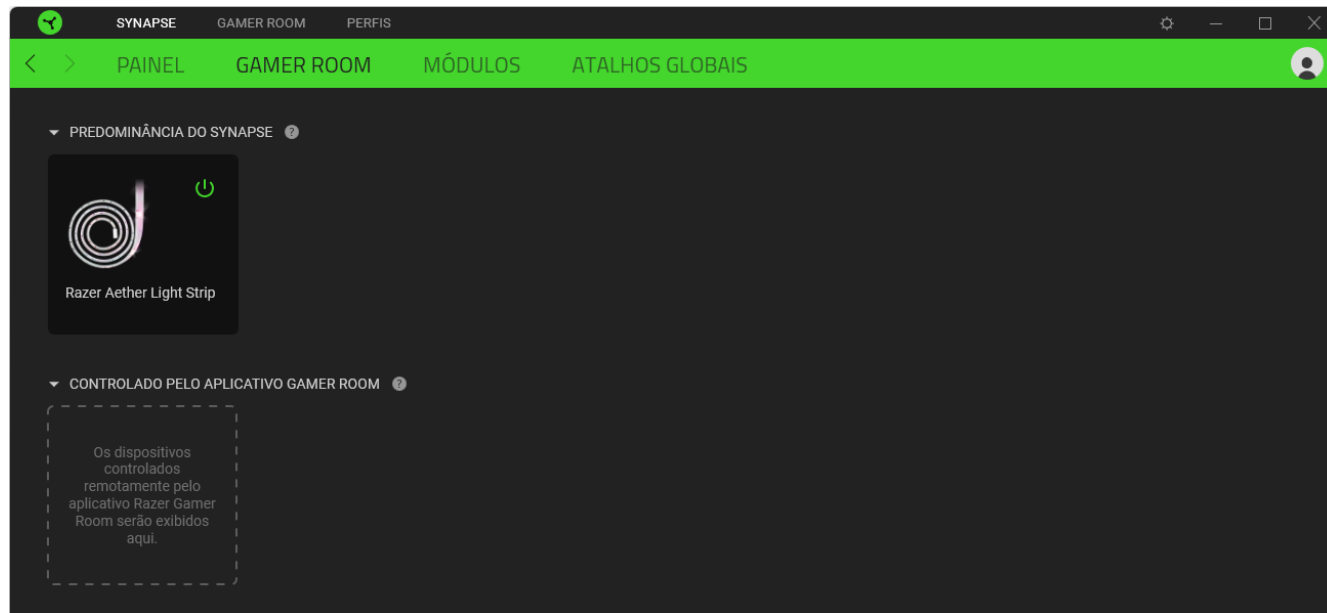 SYNAPSE GAMER ROOM PERFIS
PAINEL GAMER ROOM MÓDULOS ATALHOS GLOBAIS
PREDOMINÂNCIA DO SYNAPSE ?
Razer Aether Light Strip
CONTROLADO PELO APLICATIVO GAMER ROOM ?
Os dispositivos
controlados
remotamente pelo
aplicativo Razer Gamer
Room serão exibidos
aqui.